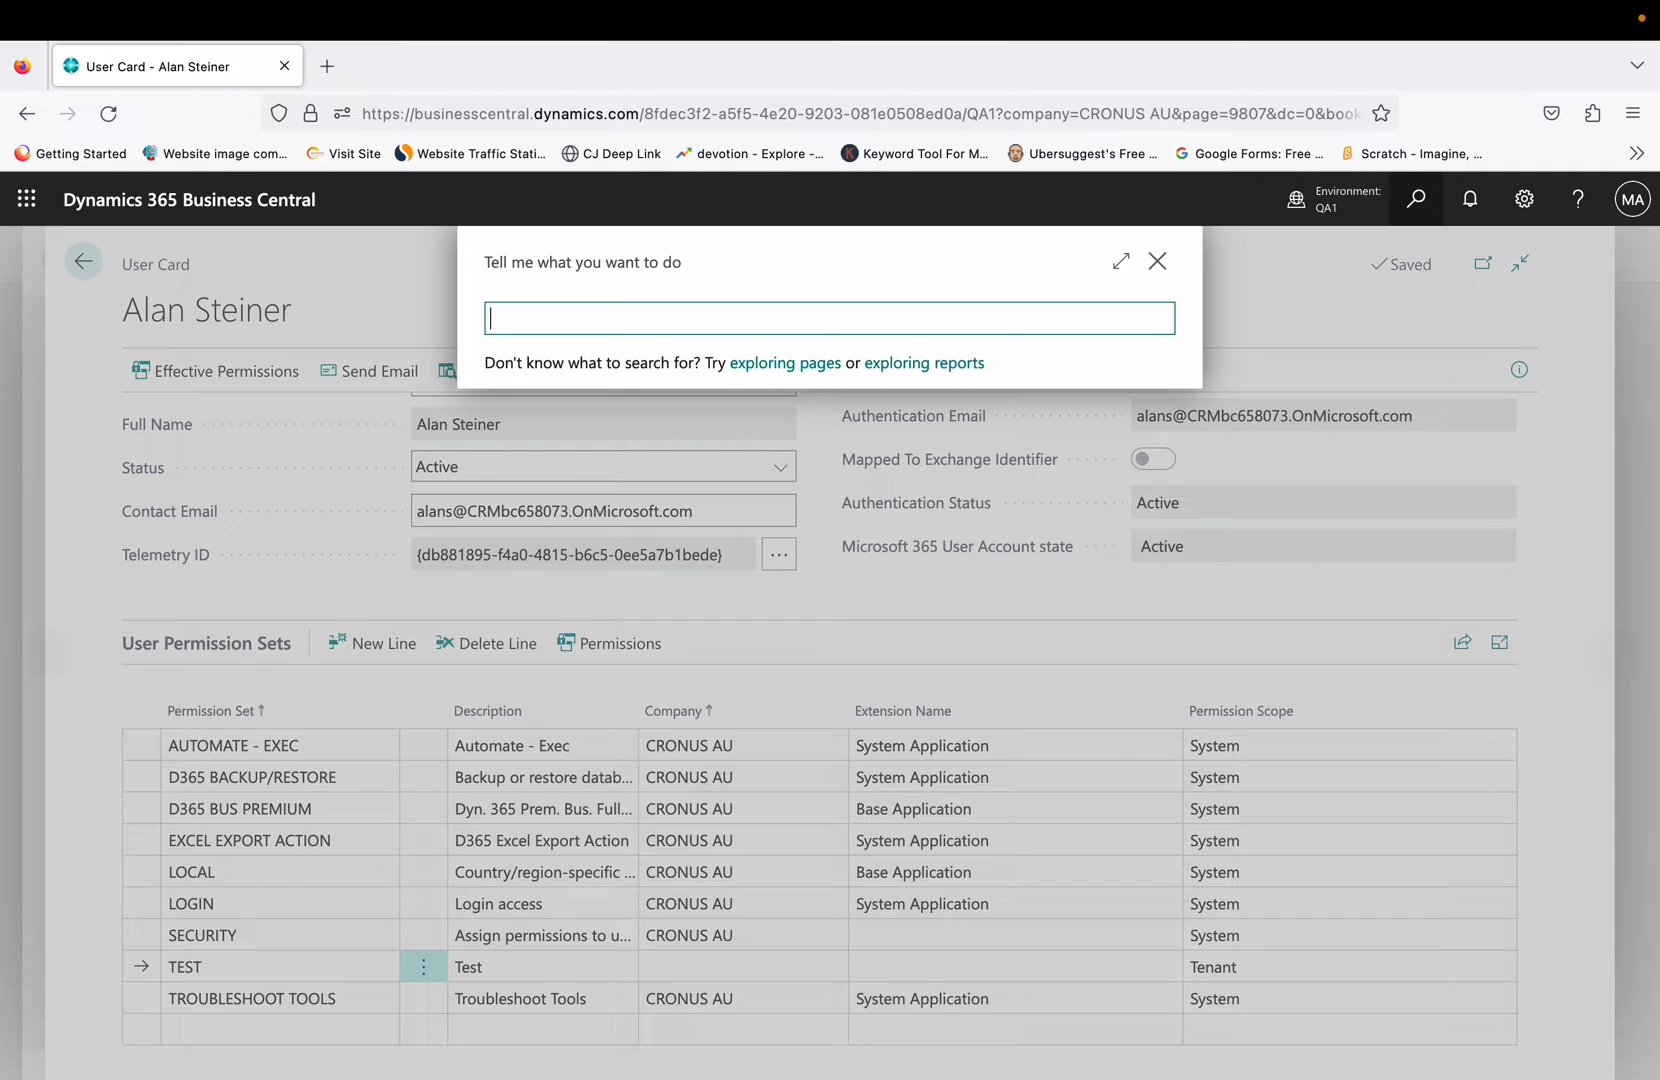 User Card - Alan Steiner
https://businesscentral.dynamics.com/8fdec3f2-a5f5-4e20-9203-081e0508ed0a/QA1?company=CRONUS AU&page=9807&dc=0&book
Getting Started
Website image com...
Visit Site
Website Traffic Stati...
CJ Deep Link
devotion - Explore -...
Keyword Tool For M...
Ubersuggest's Free ...
Google Forms: Free ...
Scratch - Imagine, ...
Dynamics 365 Business Central
Environment:
QA1
MA
User Card
Saved
Alan Steiner
Tell me what you want to do
Don't know what to search for? Try exploring pages or exploring reports
Effective Permissions
Send Email
Full Name
Alan Steiner
Status
Active
Contact Email
alans@CRMbc658073.OnMicrosoft.com
Telemetry ID
{db881895-f4a0-4815-b6c5-0ee5a7b1bede}
Authentication Email
alans@CRMbc658073.OnMicrosoft.com
Mapped To Exchange Identifier
Authentication Status
Active
Microsoft 365 User Account state
Active
User Permission Sets
New Line
Delete Line
Permissions
Permission Set ↑ Description Company ↑ Extension Name Permission Scope
AUTOMATE - EXEC Automate - Exec CRONUS AU System Application System
D365 BACKUP/RESTORE Backup or restore datab... CRONUS AU System Application System
D365 BUS PREMIUM Dyn. 365 Prem. Bus. Full... CRONUS AU Base Application System
EXCEL EXPORT ACTION D365 Excel Export Action CRONUS AU System Application System
LOCAL Country/region-specific ... CRONUS AU Base Application System
LOGIN Login access CRONUS AU System Application System
SECURITY Assign permissions to u... CRONUS AU System
TEST Test Tenant
TROUBLESHOOT TOOLS Troubleshoot Tools CRONUS AU System Application System